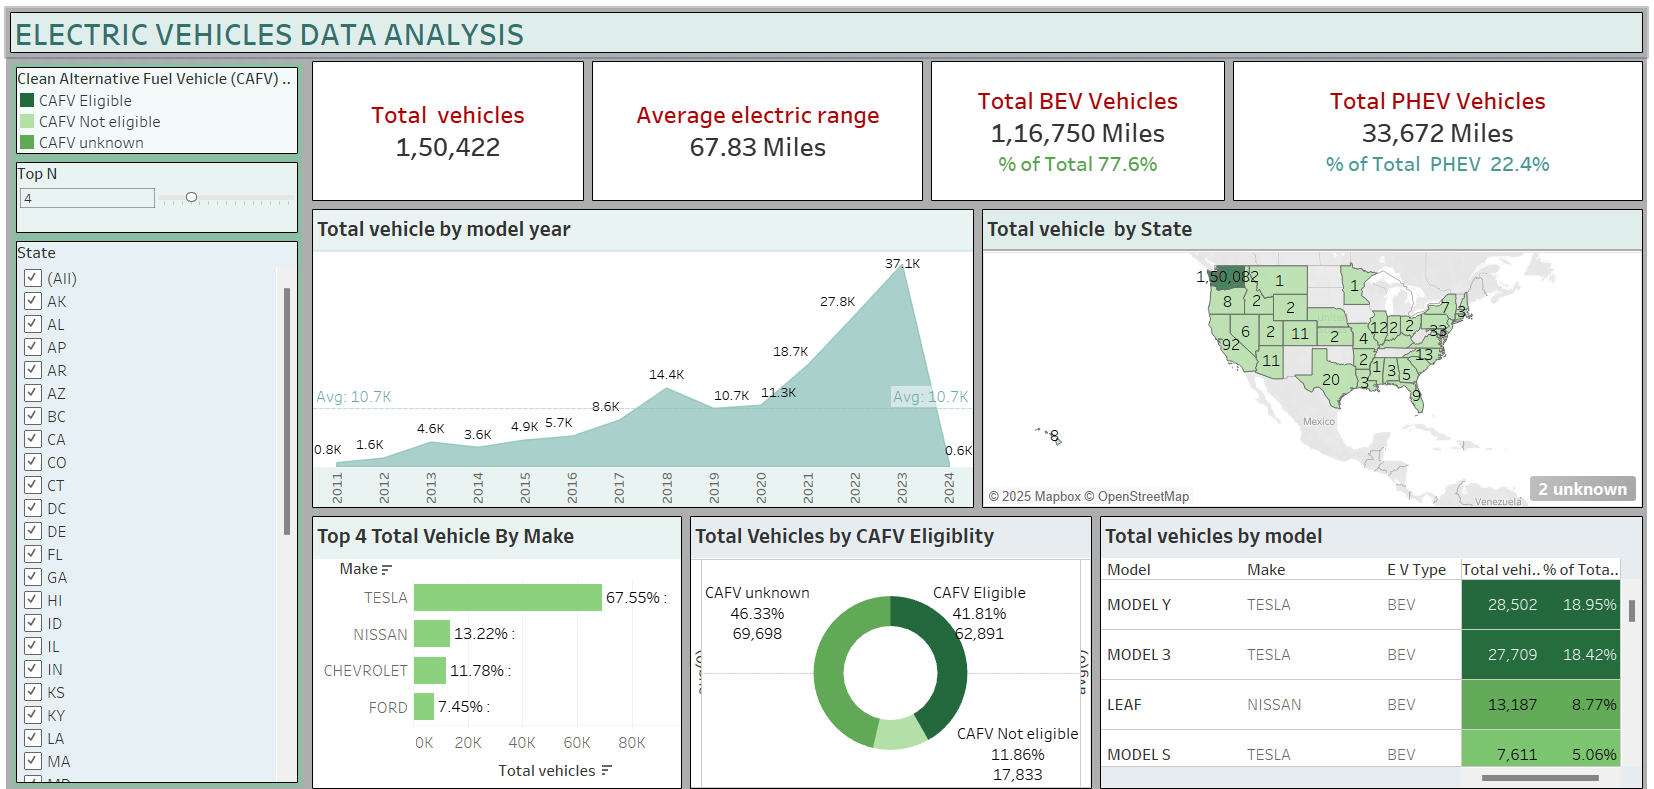 ELECTRIC VEHICLES DATA ANALYSIS
Clean Alternative Fuel Vehicle (CAFV) ..
CAFV Eligible
CAFV Not eligible
CAFV unknown
Top N
4
State
(All)
AK
AL
AP
AR
AZ
BC
CA
CO
CT
DC
DE
FL
GA
HI
ID
IL
IN
KS
KY
LA
MA
Total vehicles
1,50,422
Average electric range
67.83 Miles
Total BEV Vehicles
1,16,750 Miles
% of Total 77.6%
Total PHEV Vehicles
33,672 Miles
% of Total PHEV 22.4%
Total vehicle by model year
37.1K
27.8K
18.7K
14.4K
Avg: 10.7K
Avg: 10.7K
10.7K
11.3K
8.6K
5.7K
4.9K
4.6K
3.6K
1.6K
0.8K
0.6K
2011
2012
2013
2014
2015
2016
2017
2018
2019
2020
2021
2022
2023
2024
Total vehicle by State
1,50,082
1
1
8
2
2
7
3
6
2
11
2
4
12
2
2
33
92
11
2
1
3
5
13
20
3
9
8
Mexico
Venezuela
© 2025 Mapbox © OpenStreetMap
2 unknown
Top 4 Total Vehicle By Make
Make
TESLA
67.55% :
NISSAN
13.22% :
CHEVROLET
11.78% :
FORD
7.45% :
0K 20K 40K 60K 80K
Total vehicles
Total Vehicles by CAFV Eligiblity
CAFV unknown
46.33%
69,698
CAFV Eligible
41.81%
62,891
CAFV Not eligible
11.86%
17,833
Total vehicles by model
Model Make E V Type Total vehi.. % of Tota..
MODEL Y TESLA BEV 28,502 18.95%
MODEL 3 TESLA BEV 27,709 18.42%
LEAF NISSAN BEV 13,187 8.77%
MODEL S TESLA BEV 7,611 5.06%